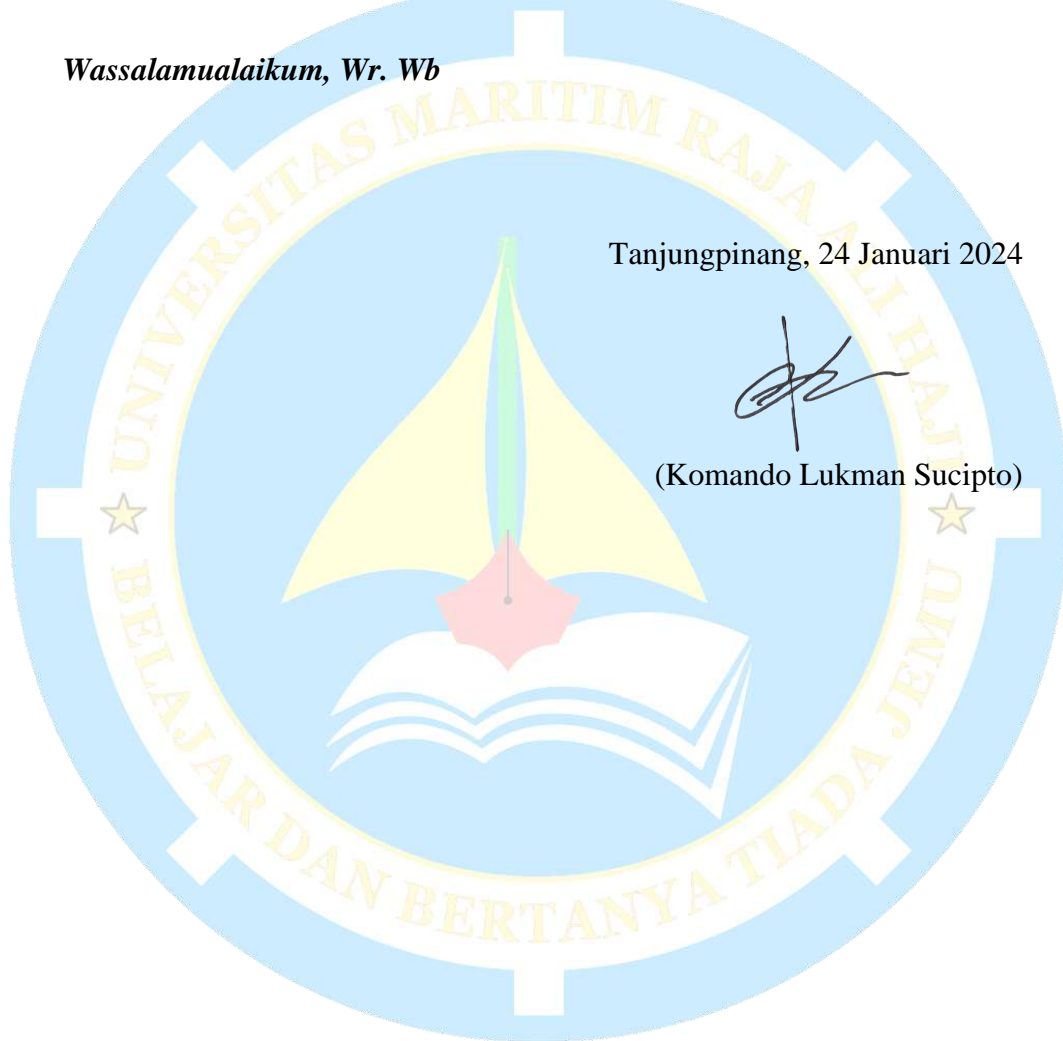 Wassalamualaikum, Wr. Wb
UNIVERSITAS MARITIM RAJA ALI HAJI
Tanjungpinang, 24 Januari 2024
(Komando Lukman Sucipto)
BELAJAR DAN BERTANYA TIADA JEMU